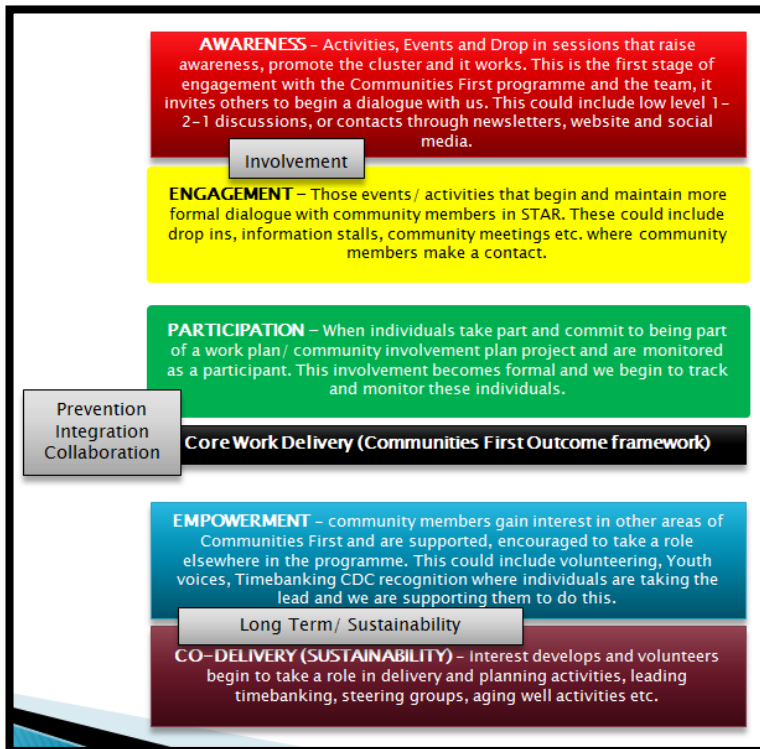 AWARENESS – Activities, Events and Drop in sessions that raise
awareness, promote the cluster and it works. This is the first stage of
engagement with the Communities First programme and the team, it
invites others to begin a dialogue with us. This could include low level 1-
2-1 discussions, or contacts through newsletters, website and social
media.
Involvement
ENGAGEMENT – Those events/ activities that begin and maintain more
formal dialogue with community members in STAR. These could include
drop ins, information stalls, community meetings etc. where community
members make a contact.
PARTICIPATION – When individuals take part and commit to being part
of a work plan/ community involvement plan project and are monitored
as a participant. This involvement becomes formal and we begin to track
and monitor these individuals.
Prevention
Integration
Collaboration
Core Work Delivery (Communities First Outcome framework)
EMPOWERMENT – community members gain interest in other areas of
Communities First and are supported, encouraged to take a role
elsewhere in the programme. This could include volunteering, Youth
voices, Timebanking CDC recognition where individuals are taking the
lead and we are supporting them to do this.
Long Term/ Sustainability
CO-DELIVERY (SUSTAINABILITY) – Interest develops and volunteers
begin to take a role in delivery and planning activities, leading
timebanking, steering groups, aging well activities etc.